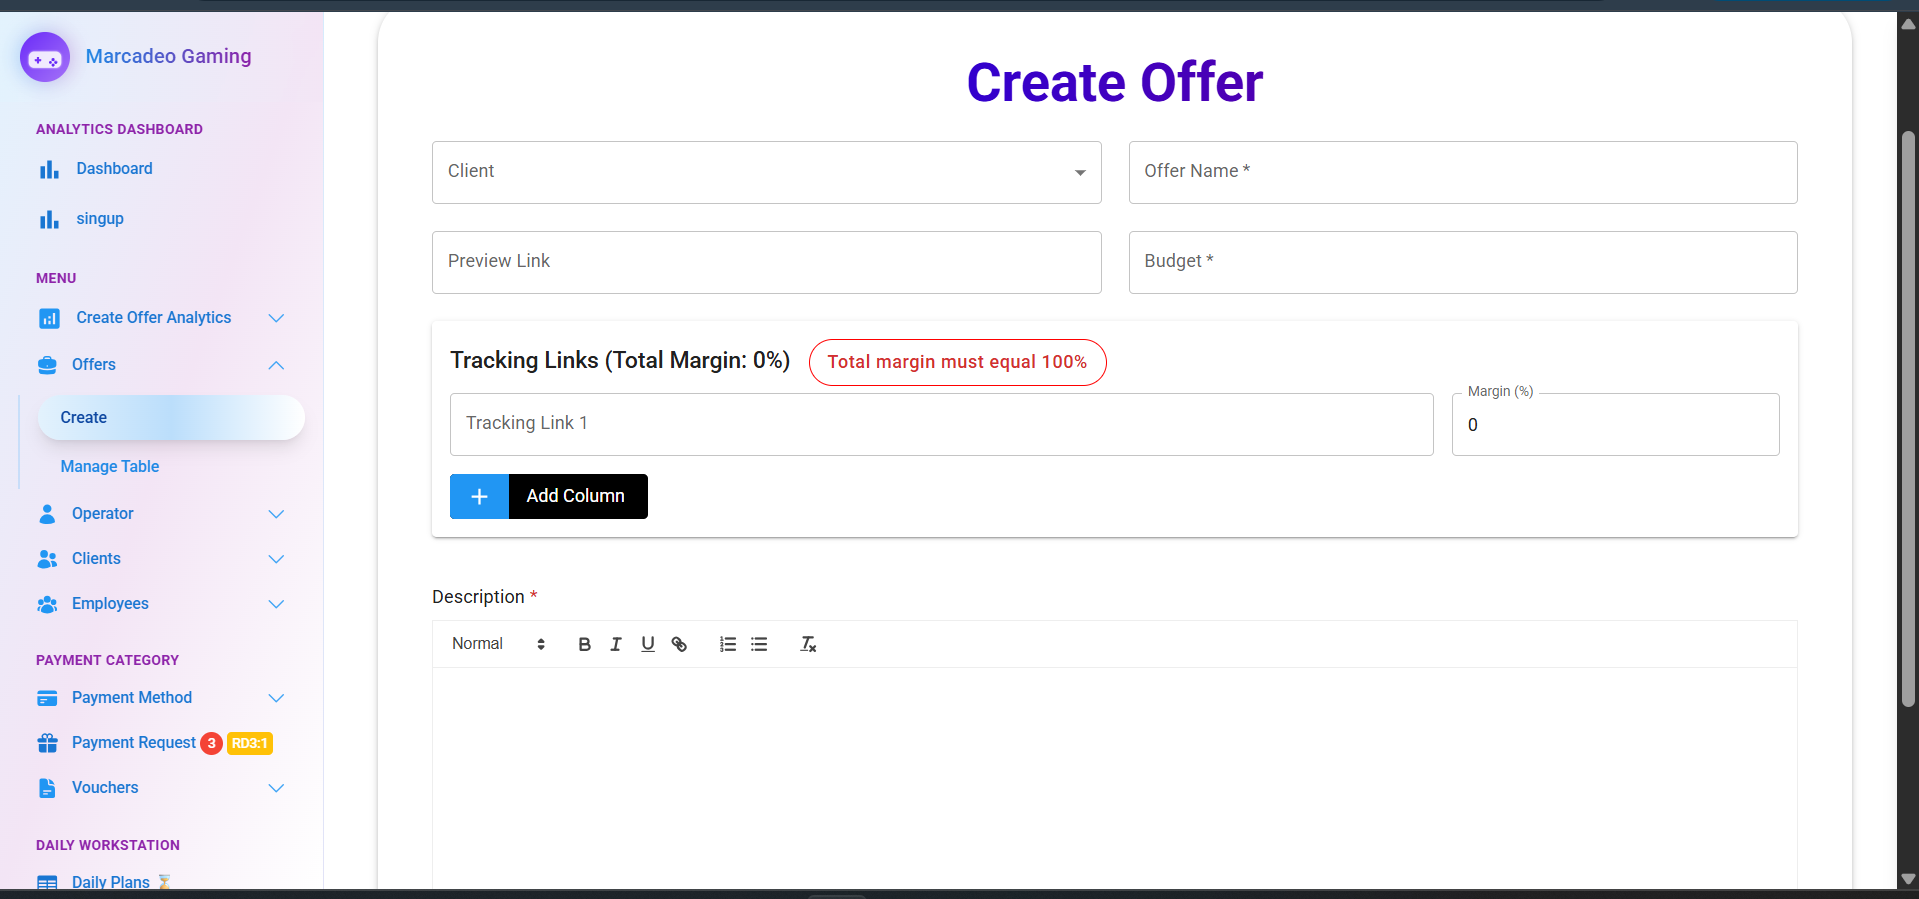 Marcadeo Gaming
ANALYTICS DASHBOARD
Dashboard
singup
MENU
Create Offer Analytics
Offers
Create
Manage Table
Operator
Clients
Employees
PAYMENT CATEGORY
Payment Method
Payment Request 3 RD3:1
Vouchers
DAILY WORKSTATION
Daily Plans ⏳
Create Offer
Client
Offer Name *
Preview Link
Budget *
Tracking Links (Total Margin: 0%) Total margin must equal 100%
Margin (%)
Tracking Link 1
0
+ Add Column
Description *
Normal B I U